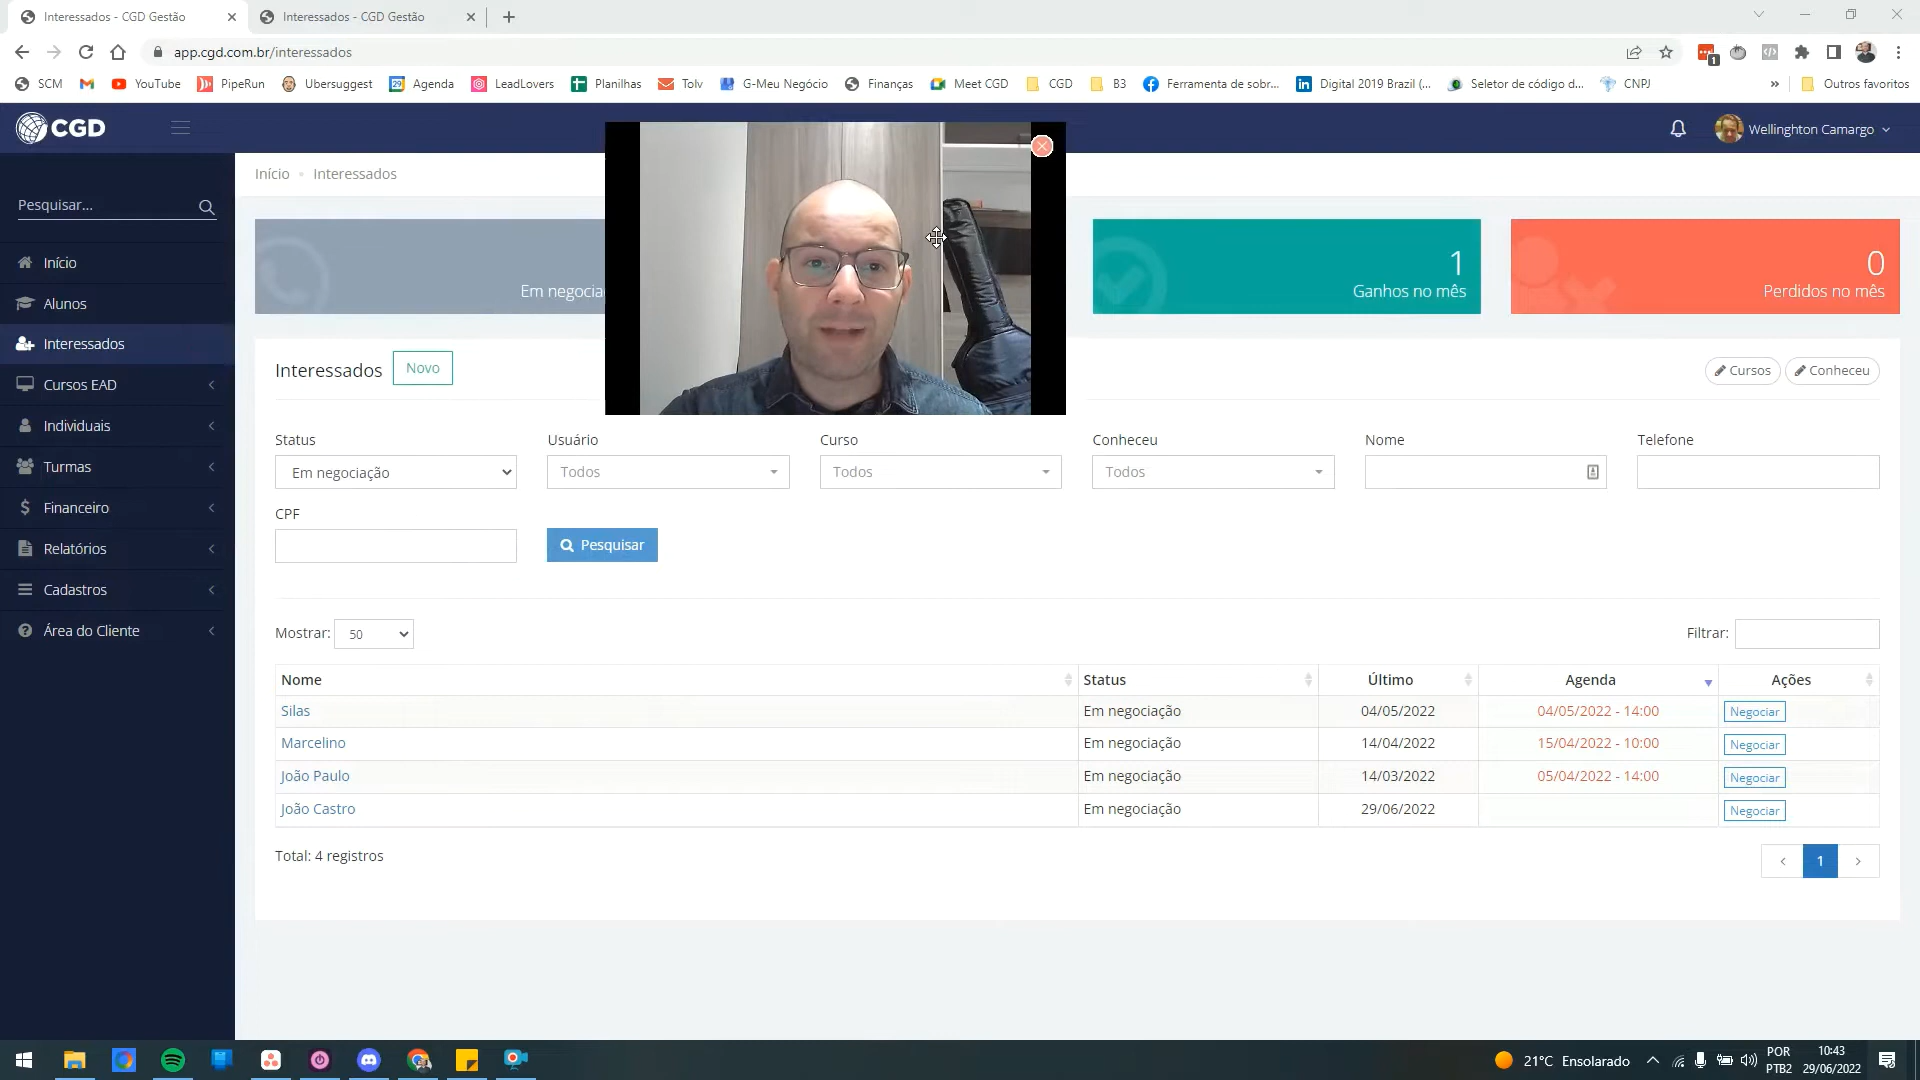 Interessados - CGD Gestão
Interessados - CGD Gestão
app.cgd.com.br/interessados
SCM YouTube PipeRun Ubersuggest Agenda LeadLovers Planilhas Tolv G-Meu Negócio Finanças Meet CGD CGD B3 Ferramenta de sobr... Digital 2019 Brazil (... Seletor de código d... CNPJ » Outros favoritos
CGD
Wellinghton Camargo
Pesquisar...
Início
Alunos
Interessados
Cursos EAD
Individuais
Turmas
Financeiro
Relatórios
Cadastros
Área do Cliente
Início • Interessados
Em negocia
1
Ganhos no mês
0
Perdidos no mês
Interessados Novo
Cursos Conheceu
Status Usuário Curso Conheceu Nome Telefone
Em negociação Todos Todos Todos
CPF
Pesquisar
Mostrar: 50 Filtrar:
Nome Status Último Agenda Ações
Silas Em negociação 04/05/2022 04/05/2022 - 14:00 Negociar
Marcelino Em negociação 14/04/2022 15/04/2022 - 10:00 Negociar
João Paulo Em negociação 14/03/2022 05/04/2022 - 14:00 Negociar
João Castro Em negociação 29/06/2022 Negociar
Total: 4 registros
‹ 1 ›
21°C Ensolarado
POR
PTB2
10:43
29/06/2022